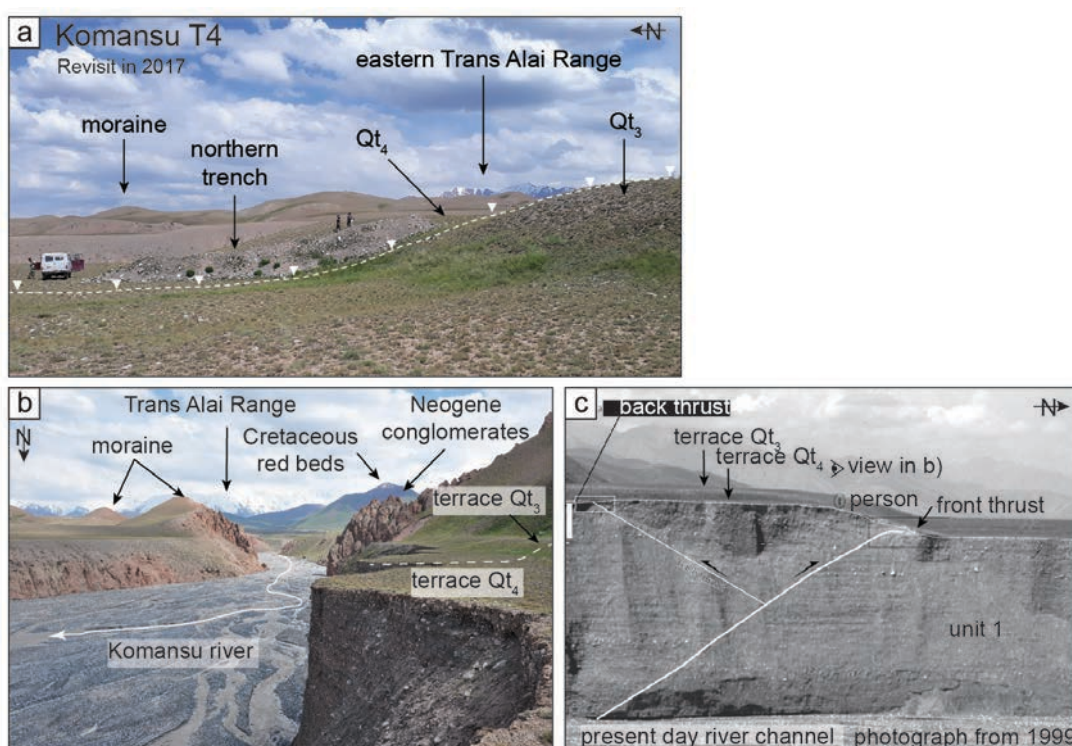 a Komansu T4
Revisit in 2017
N
eastern Trans Alai Range
moraine
northern
trench
Qt₄
Qt₃
b
N
Trans Alai Range
moraine
Cretaceous
red beds
Neogene
conglomerates
terrace Qt₃
terrace Qt₄
Komansu river
c
N
back thrust
terrace Qt₃
terrace Qt₄
view in b)
person
front thrust
unit 1
present day river channel
photograph from 1999